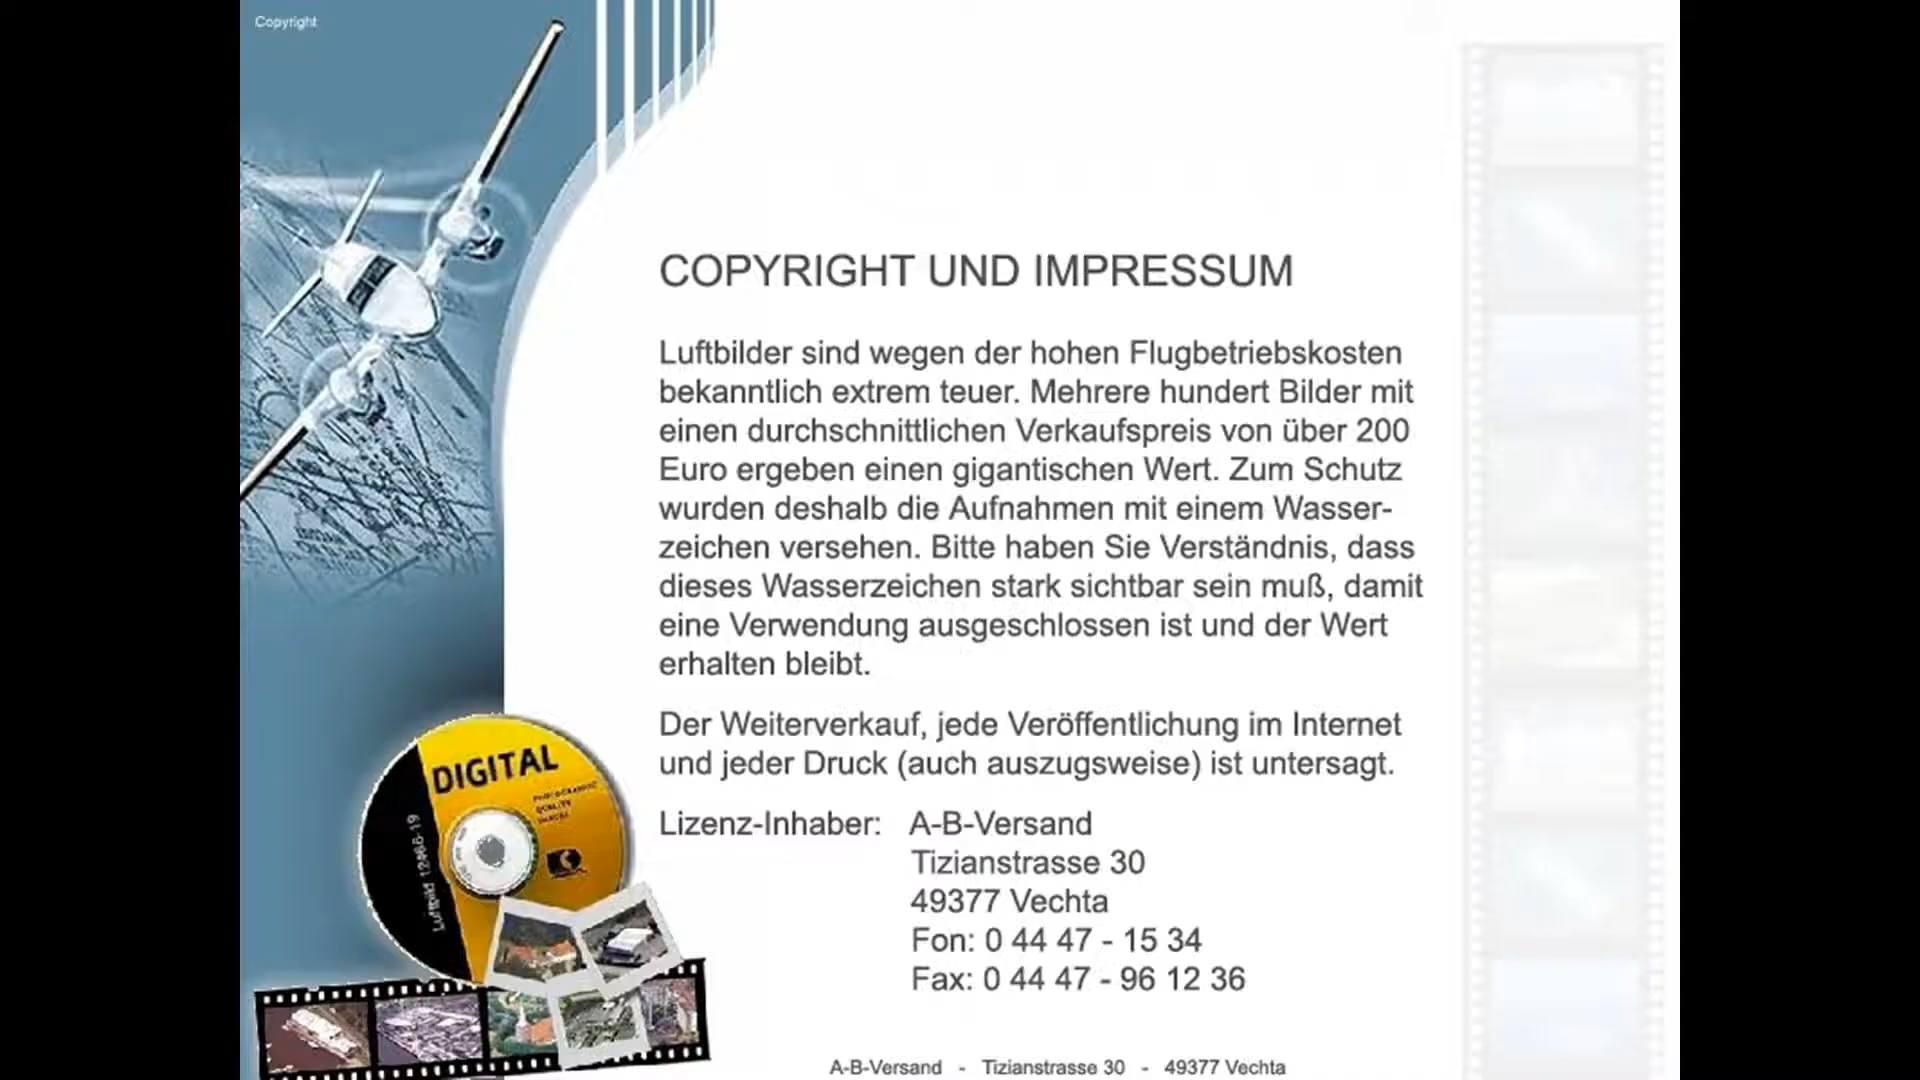 Copyright
COPYRIGHT UND IMPRESSUM
Luftbilder sind wegen der hohen Flugbetriebskosten
bekanntlich extrem teuer. Mehrere hundert Bilder mit
einen durchschnittlichen Verkaufspreis von über 200
Euro ergeben einen gigantischen Wert. Zum Schutz
wurden deshalb die Aufnahmen mit einem Wasser-
zeichen versehen. Bitte haben Sie Verständnis, dass
dieses Wasserzeichen stark sichtbar sein muß, damit
eine Verwendung ausgeschlossen ist und der Wert
erhalten bleibt.
Der Weiterverkauf, jede Veröffentlichung im Internet
und jeder Druck (auch auszugsweise) ist untersagt.
Lizenz-Inhaber: A-B-Versand
Tizianstrasse 30
49377 Vechta
Fon: 0 44 47 - 15 34
Fax: 0 44 47 - 96 12 36
DIGITAL
Luftbild
A-B-Versand - Tizianstrasse 30 - 49377 Vechta